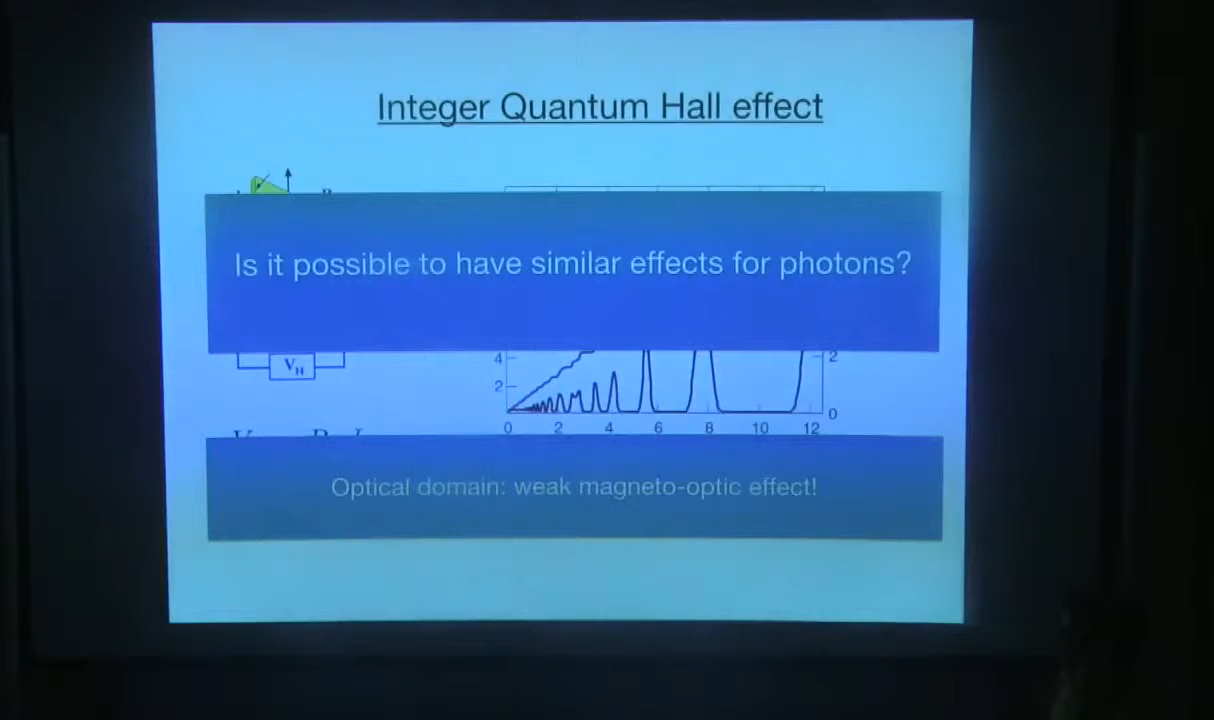 Integer Quantum Hall effect
Is it possible to have similar effects for photons?
V_H
4
2
2
0
0 2 4 6 8 10 12
Optical domain: weak magneto-optic effect!